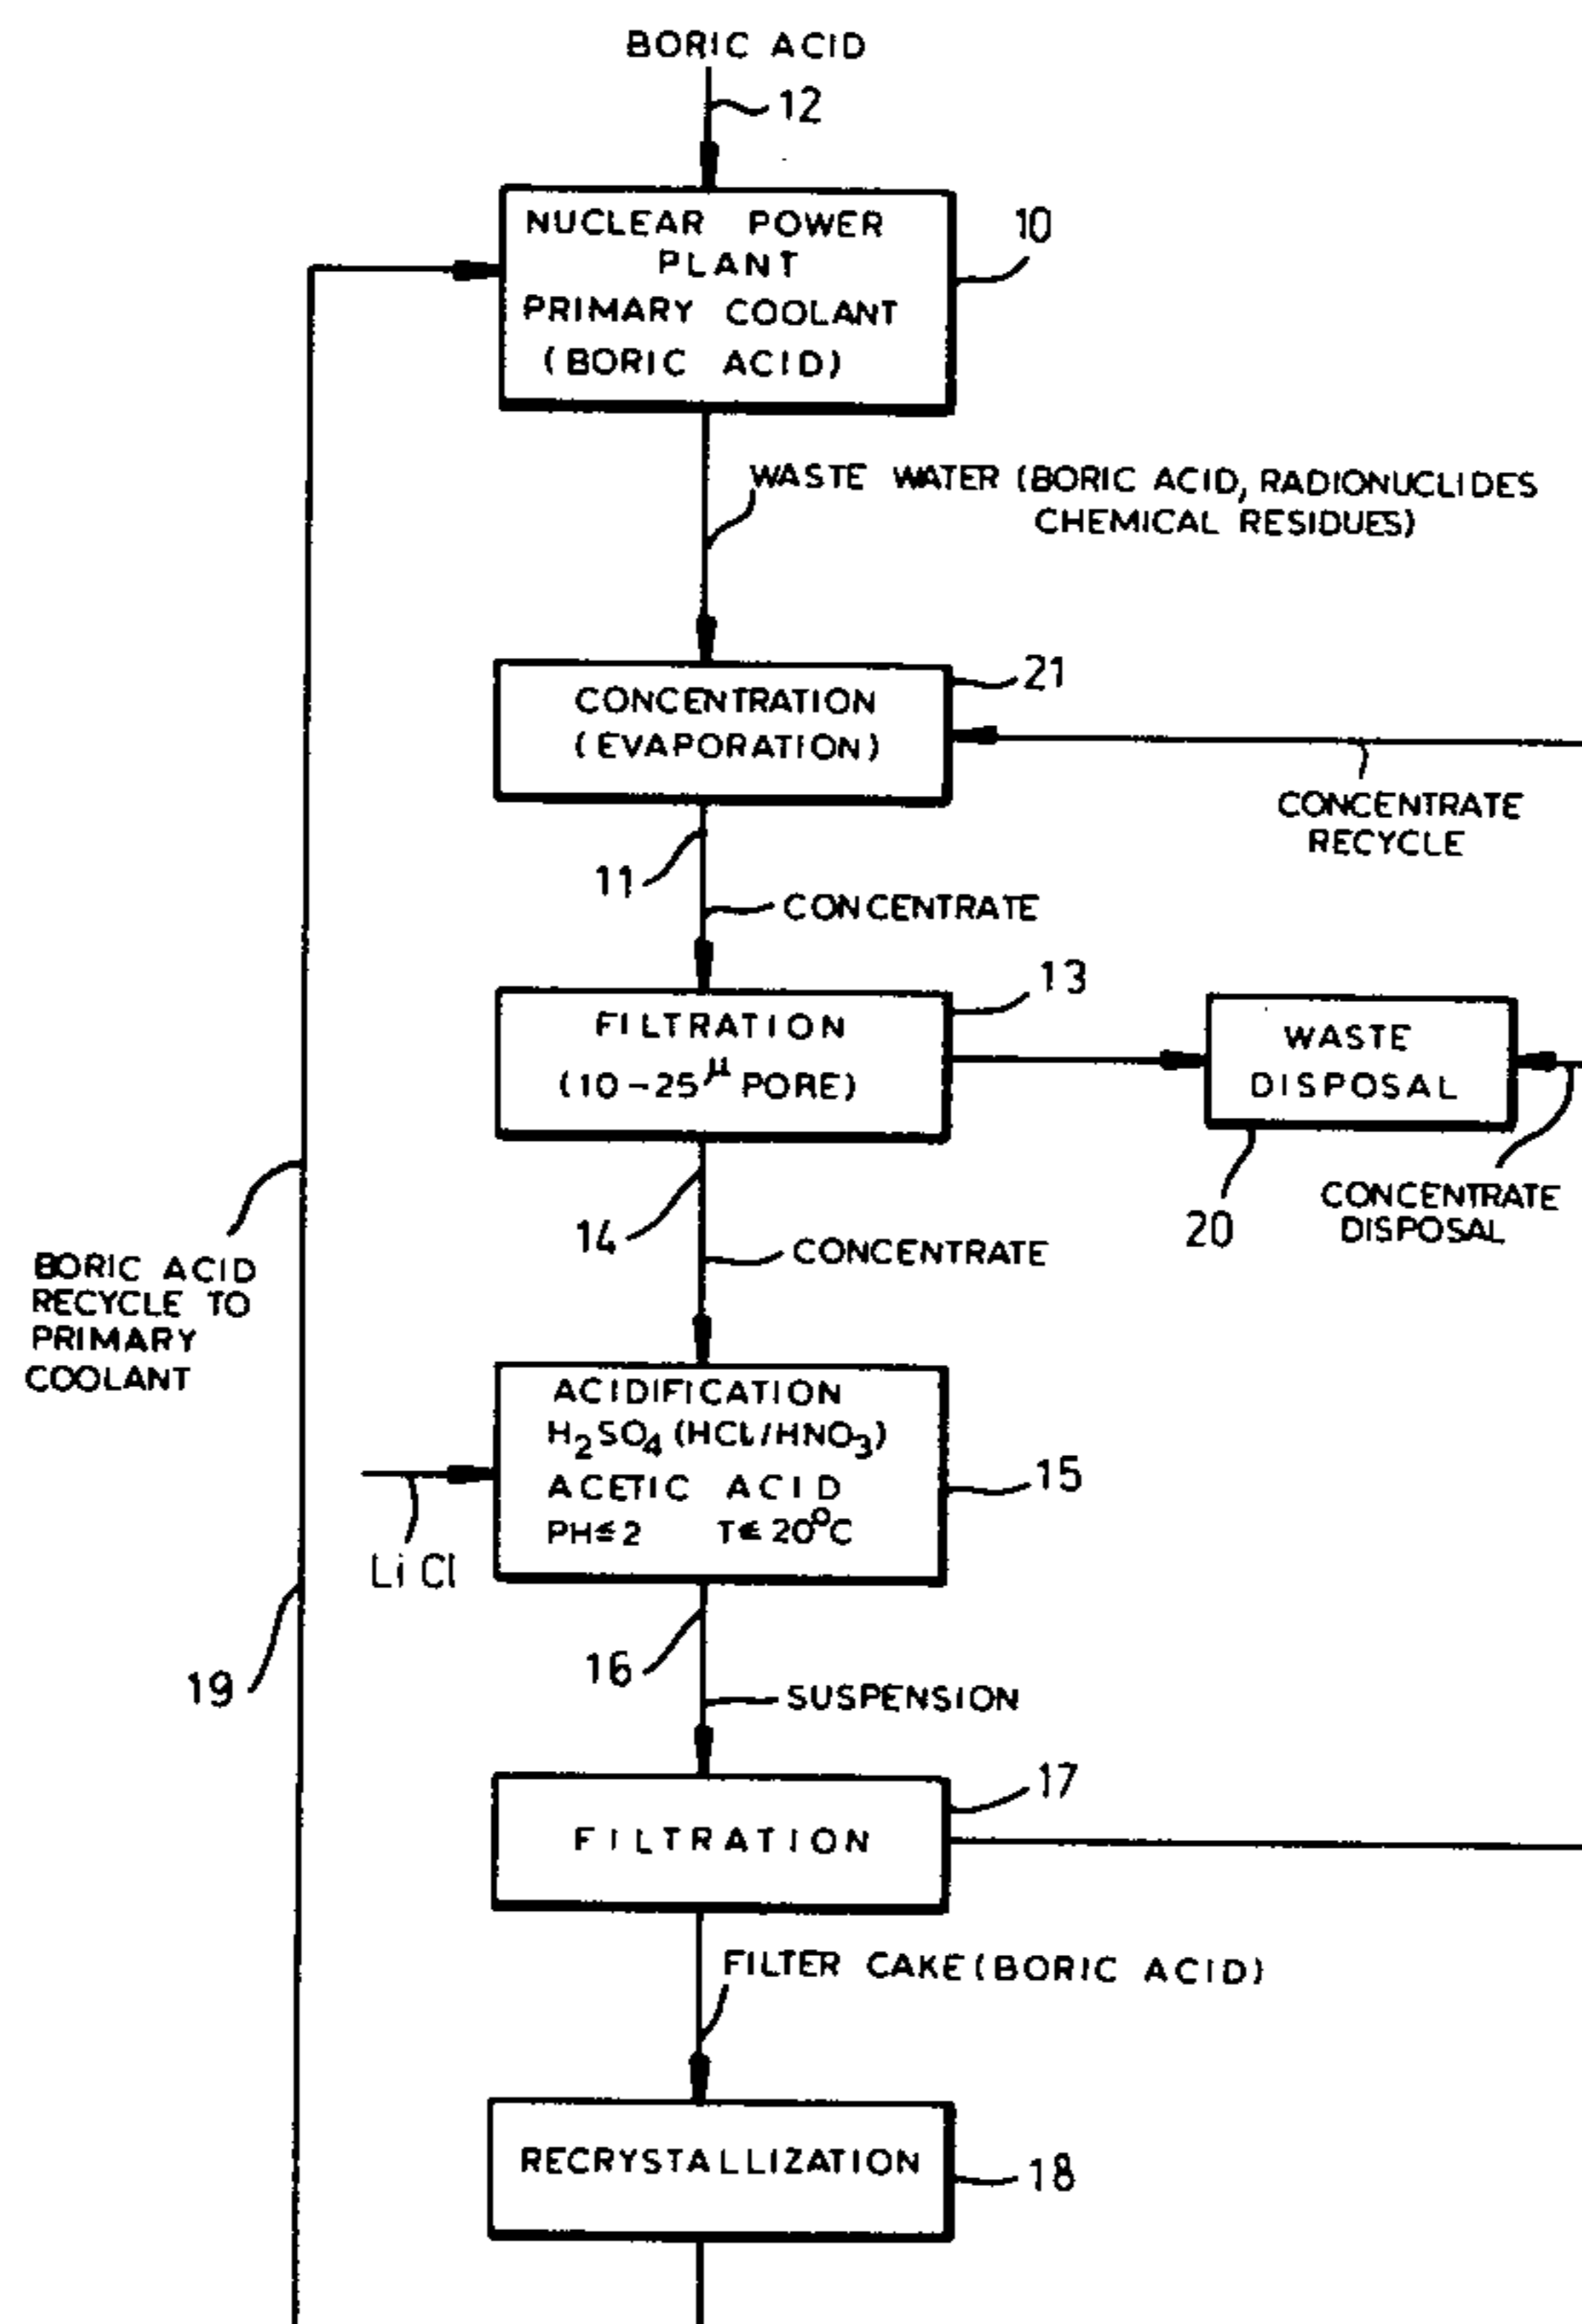 BORIC ACID
12
NUCLEAR POWER
PLANT
PRIMARY COOLANT
(BORIC ACID)
10
WASTE WATER (BORIC ACID, RADIONUCLIDES
CHEMICAL RESIDUES)
CONCENTRATION
(EVAPORATION)
21
CONCENTRATE
RECYCLE
11
CONCENTRATE
FILTRATION
(10-25µ PORE)
13
WASTE
DISPOSAL
20
CONCENTRATE
DISPOSAL
14
CONCENTRATE
BORIC ACID
RECYCLE TO
PRIMARY
COOLANT
ACIDIFICATION
H₂SO₄ (HCL/HNO₃)
ACETIC ACID
PH≤2 T≤20°C
15
LiCl
16
SUSPENSION
19
FILTRATION
17
FILTER CAKE (BORIC ACID)
RECRYSTALLIZATION
18